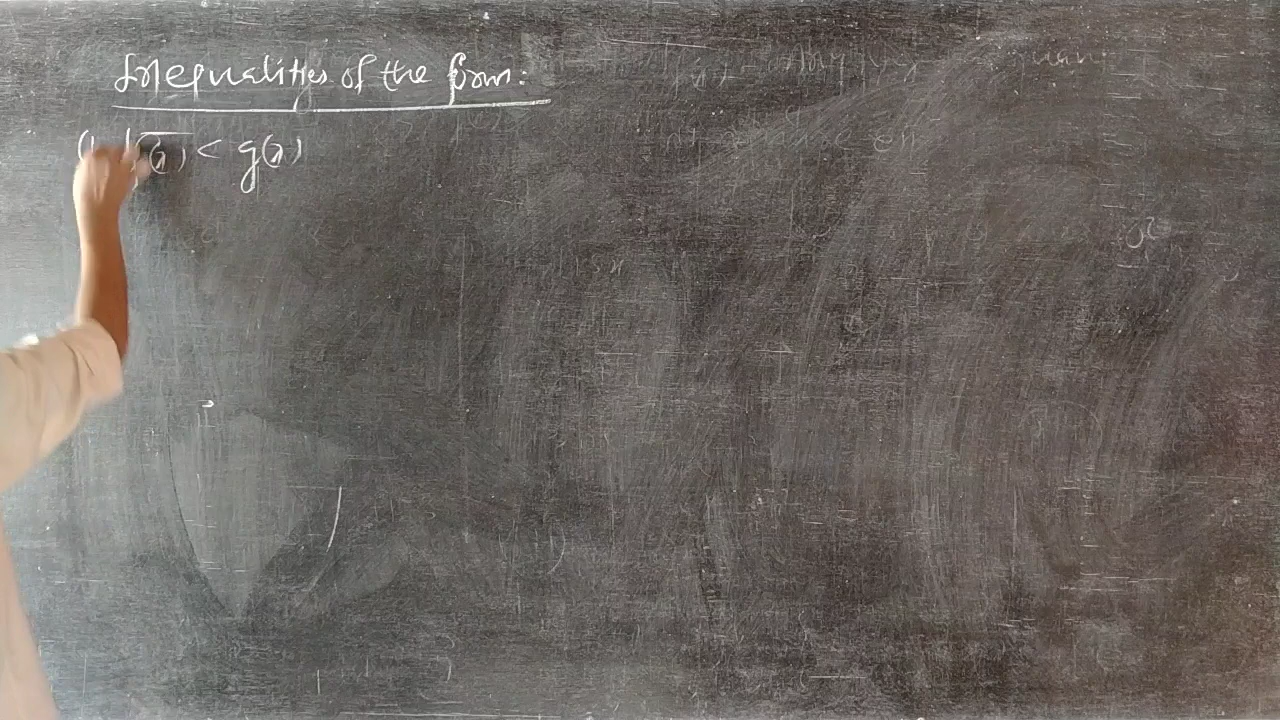 Inequalities of the form:
< g(x)